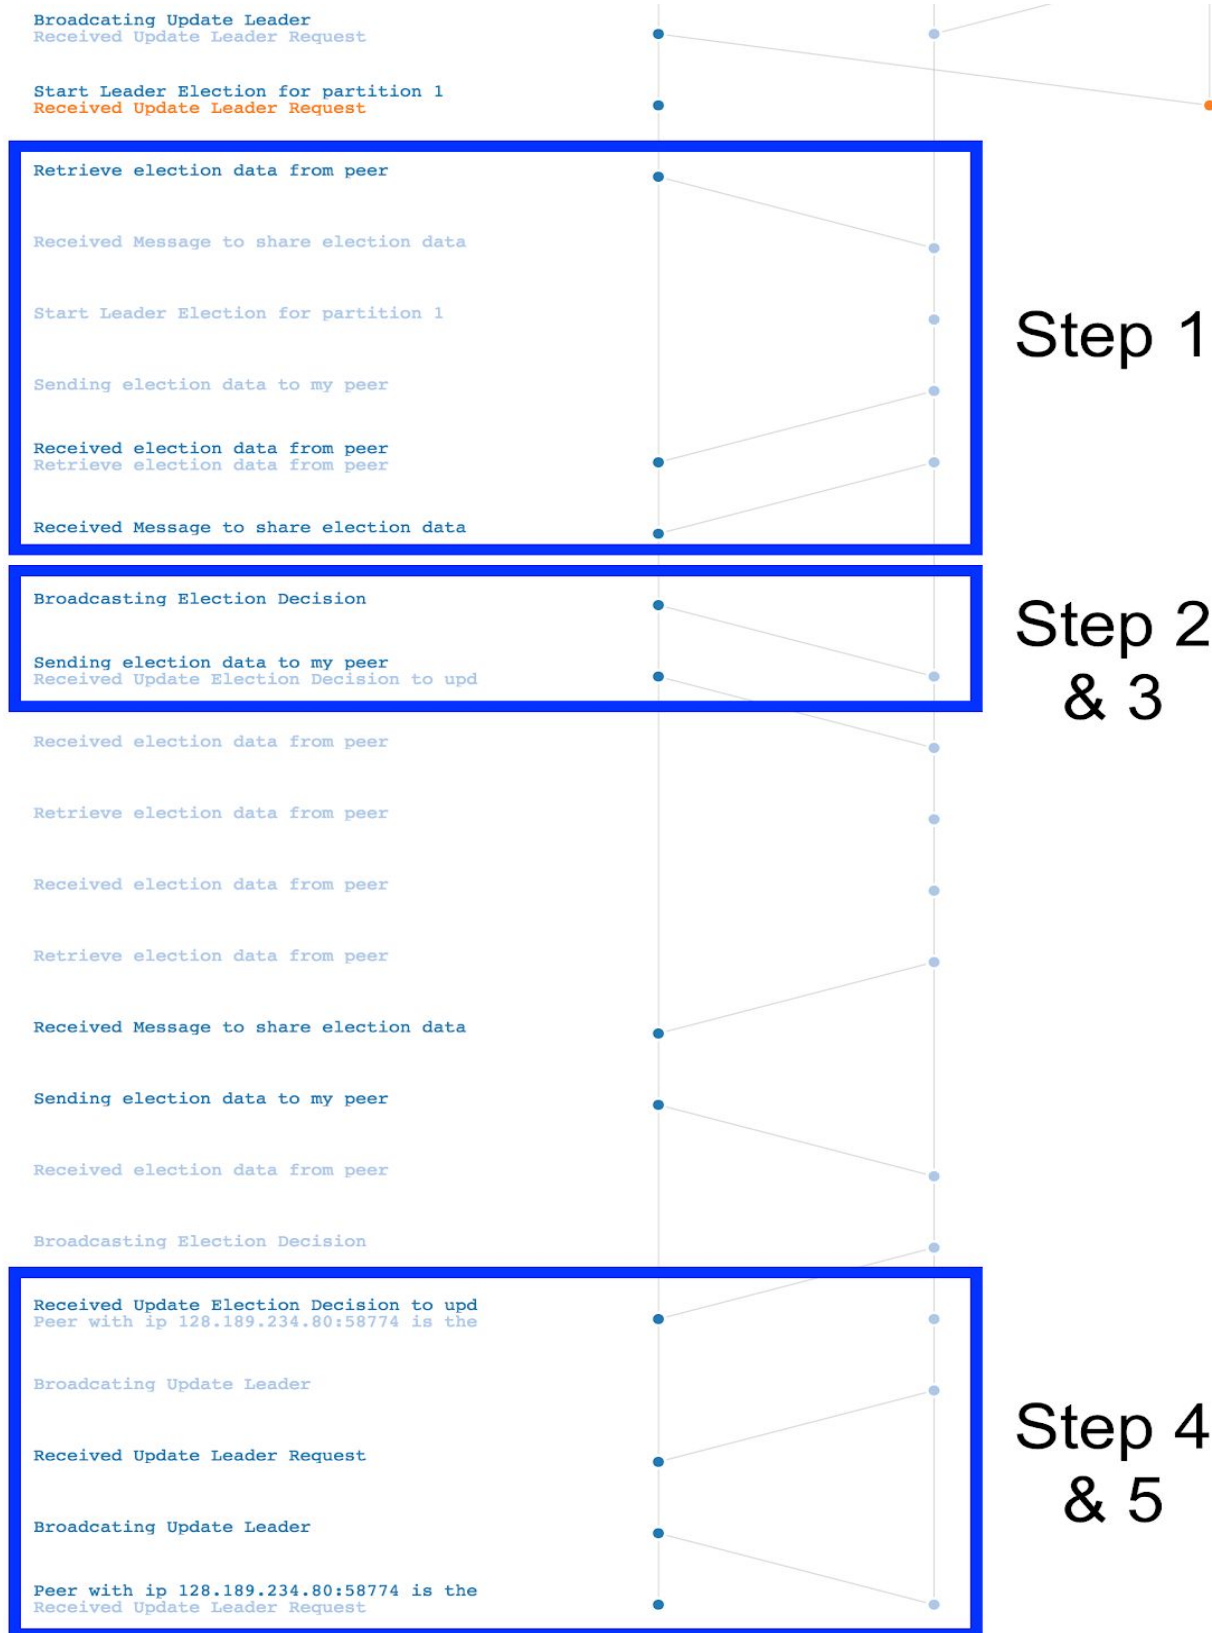 Broadcating Update Leader
Received Update Leader Request
Start Leader Election for partition 1
Received Update Leader Request
Retrieve election data from peer
Received Message to share election data
Start Leader Election for partition 1
Step 1
Sending election data to my peer
Received election data from peer
Retrieve election data from peer
Received Message to share election data
Broadcasting Election Decision
Step 2
& 3
Sending election data to my peer
Received Update Election Decision to upd
Received election data from peer
Retrieve election data from peer
Received election data from peer
Retrieve election data from peer
Received Message to share election data
Sending election data to my peer
Received election data from peer
Broadcasting Election Decision
Received Update Election Decision to upd
Peer with ip 128.189.234.80:58774 is the
Broadcating Update Leader
Step 4
& 5
Received Update Leader Request
Broadcating Update Leader
Peer with ip 128.189.234.80:58774 is the
Received Update Leader Request